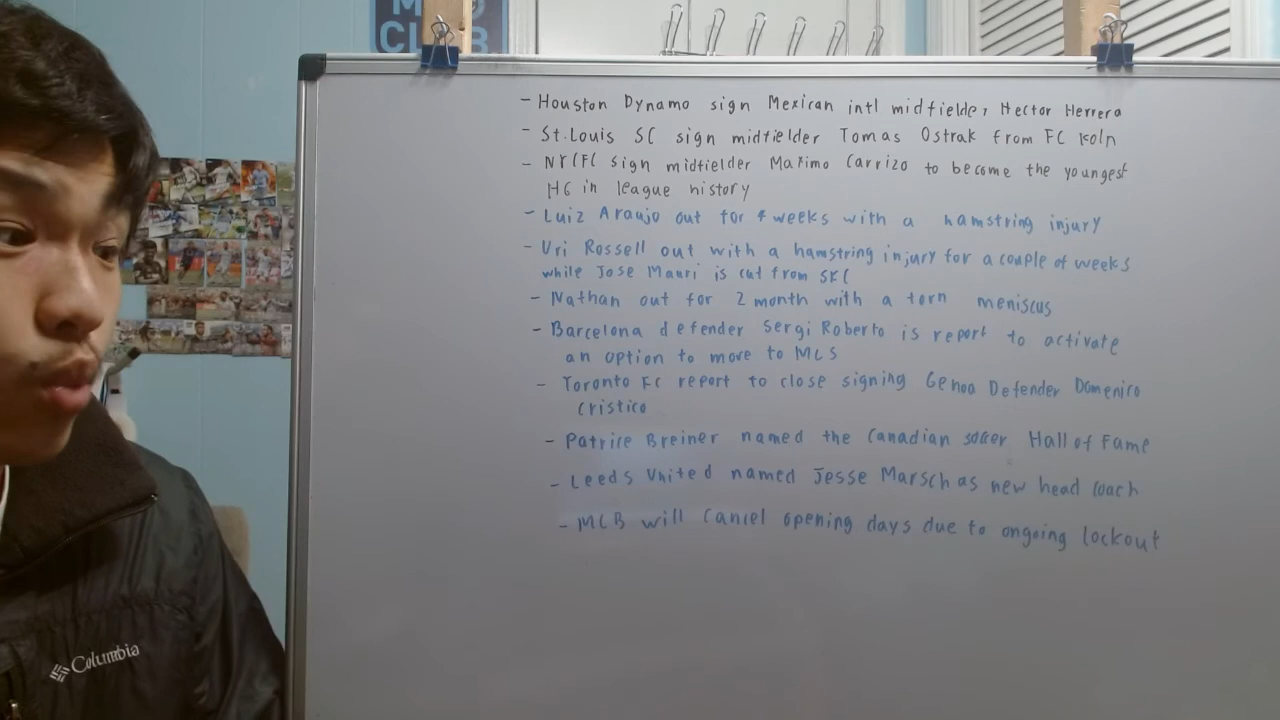 - Houston Dynamo sign Mexican intl midfielder, Hector Herrera
- St. Louis SC sign midfielder Tomas Ostrak from FC Koln
- NYCFC sign midfielder Maximo Carrizo to become the youngest
HG in league history
- Luiz Araujo out for 4 weeks with a hamstring injury
- Uri Rossell out with a hamstring injury for a couple of weeks
while Jose Mauri is cut from SKC
- Nathan out for 2 month with a torn meniscus
- Barcelona defender Sergi Roberto is report to activate
an option to move to MLS
- Toronto FC report to close signing Genoa Defender Domenico
Cristico
- Patrice Breiner named the Canadian soccer Hall of Fame
- Leeds United named Jesse Marsch as new head coach
- MLB will cancel opening days due to ongoing lockout
Columbia